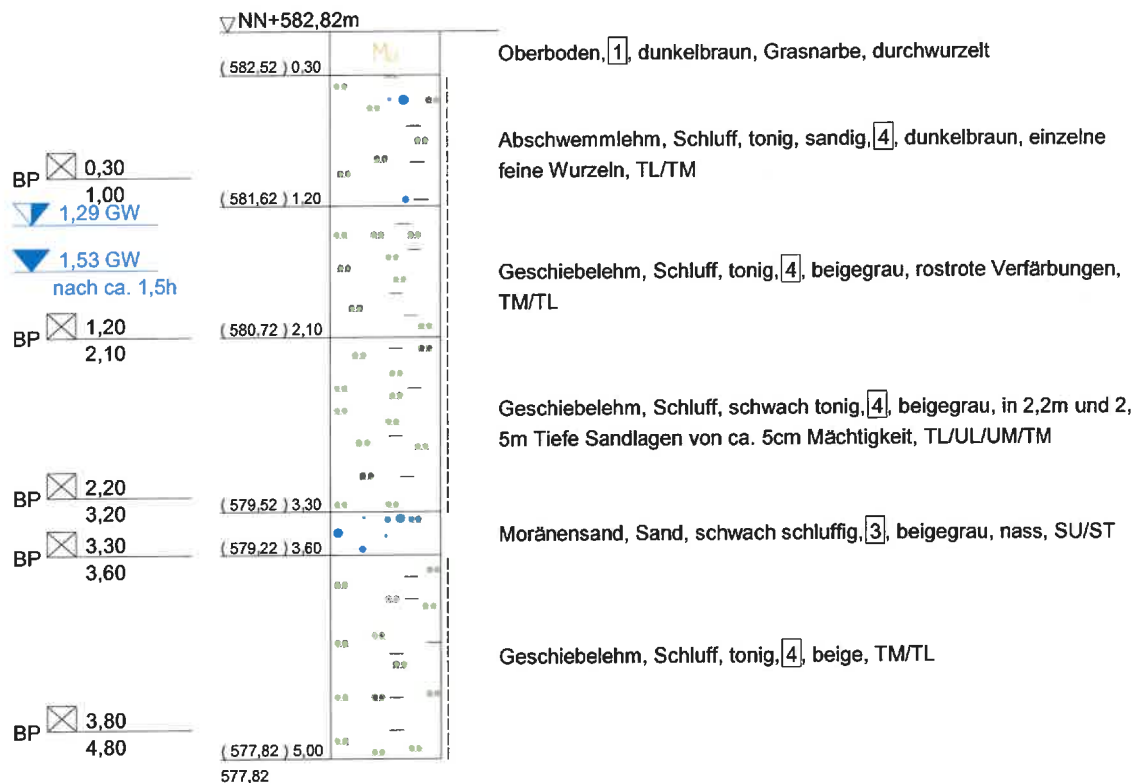 NN+582,82m
Mu
Oberboden, 1, dunkelbraun, Grasnarbe, durchwurzelt
(582,52) 0,30
Abschwemmlehm, Schluff, tonig, sandig, 4, dunkelbraun, einzelne
feine Wurzeln, TL/TM
BP 0,30
1,00
(581,62) 1,20
1,29 GW
1,53 GW
nach ca. 1,5h
Geschiebelehm, Schluff, tonig, 4, beigegrau, rostrote Verfärbungen,
TM/TL
BP 1,20
2,10
(580,72) 2,10
Geschiebelehm, Schluff, schwach tonig, 4, beigegrau, in 2,2m und 2,
5m Tiefe Sandlagen von ca. 5cm Mächtigkeit, TL/UL/UM/TM
BP 2,20
3,20
(579,52) 3,30
Moränensand, Sand, schwach schluffig, 3, beigegrau, nass, SU/ST
BP 3,30
3,60
(579,22) 3,60
Geschiebelehm, Schluff, tonig, 4, beige, TM/TL
BP 3,80
4,80
(577,82) 5,00
577,82